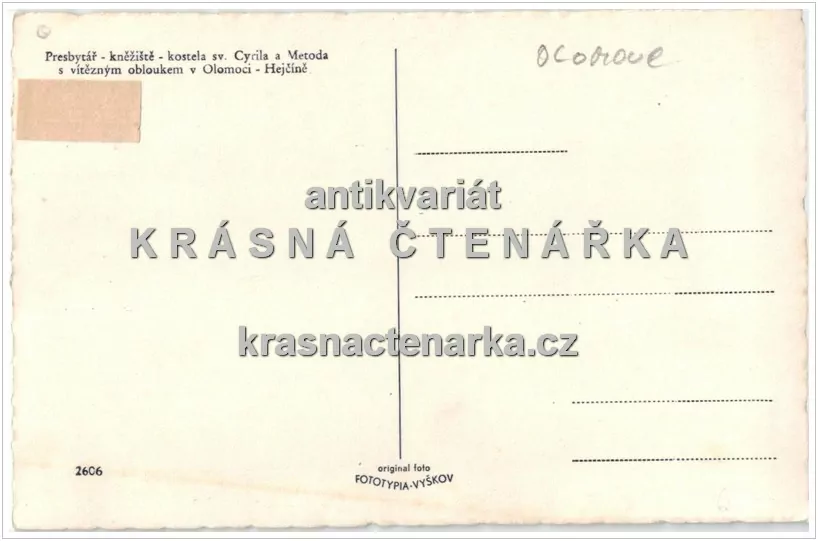 Presbytář - kněžiště - kostela sv. Cyrila a Metoda
s vítězným obloukem v Olomoci - Hejčíně
antikvariát
KRÁSNÁ ČTENÁŘKA
krasnactenarka.cz
2606
original foto
FOTOTYPIA-VYŠKOV